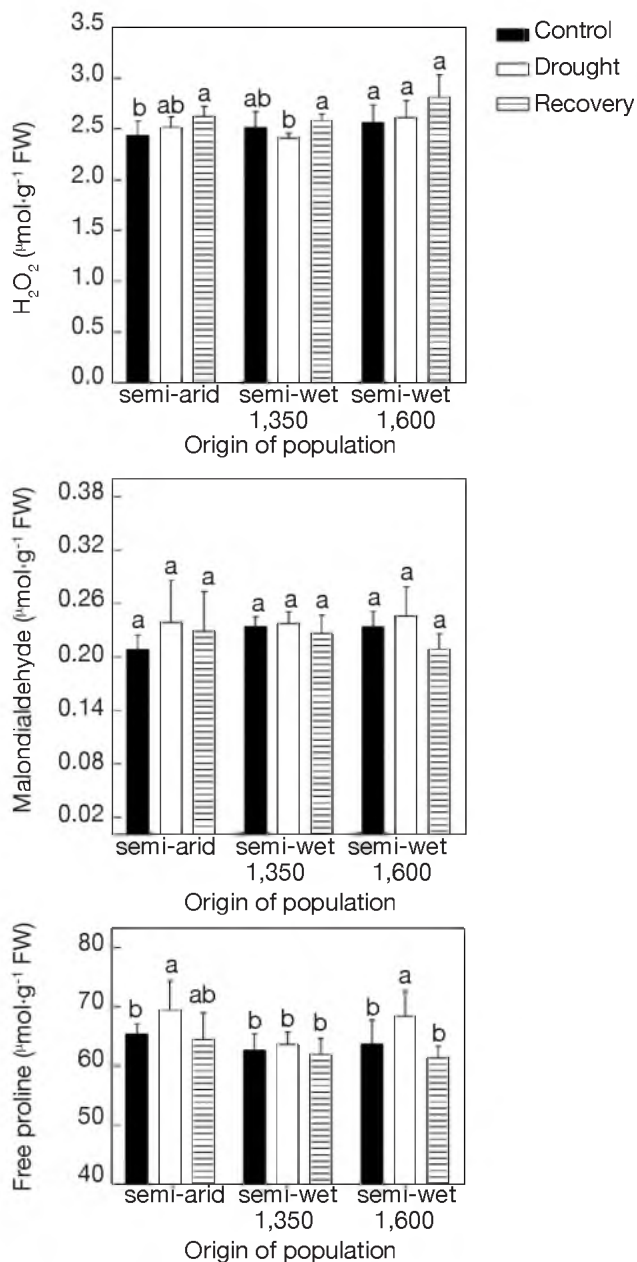 Control
Drought
Recovery
H₂O₂ (µmol·g⁻¹ FW)
3.5
3.0
2.5
2.0
1.5
1.0
0.5
0.0
b ab a ab b a a a a
semi-arid semi-wet semi-wet
1,350 1,600
Origin of population
Malondialdehyde (µmol·g⁻¹ FW)
0.38
0.32
0.26
0.20
0.14
0.08
0.02
a a a a a a a a a
semi-arid semi-wet semi-wet
1,350 1,600
Origin of population
Free proline (µmol·g⁻¹ FW)
80
70
60
50
40
b a ab b b b b a b
semi-arid semi-wet semi-wet
1,350 1,600
Origin of population